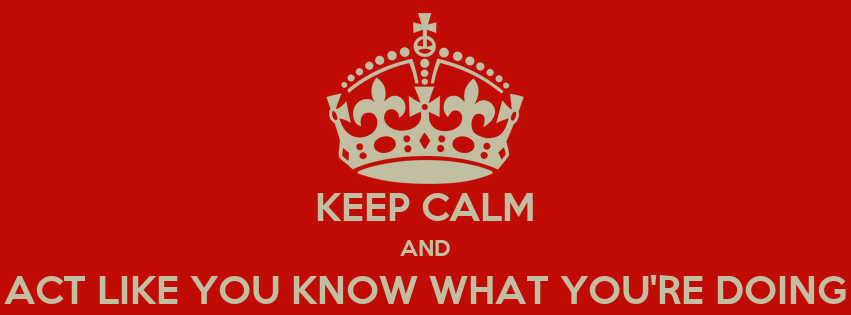 KEEP CALM
AND
ACT LIKE YOU KNOW WHAT YOU'RE DOING